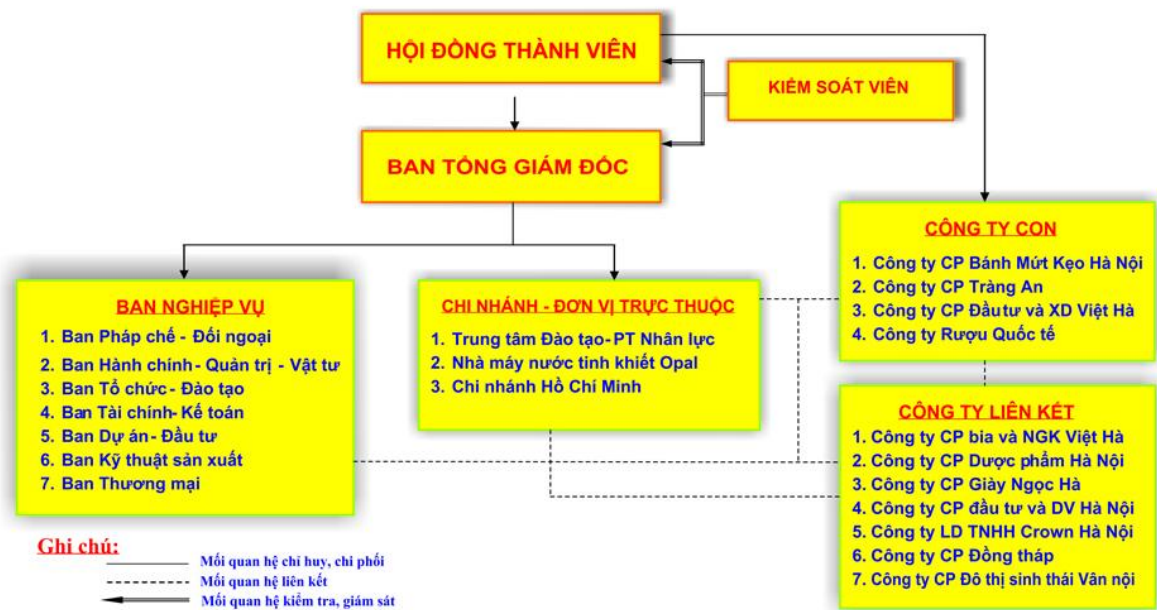 HỘI ĐỒNG THÀNH VIÊN
KIỂM SOÁT VIÊN
BAN TỔNG GIÁM ĐỐC
BAN NGHIỆP VỤ
1. Ban Pháp chế - Đối ngoại
2. Ban Hành chính- Quản trị - Vật tư
3. Ban Tổ chức- Đào tạo
4. Ban Tài chính- Kế toán
5. Ban Dự án- Đầu tư
6. Ban Kỹ thuật sản xuất
7. Ban Thương mại
CHI NHÁNH - ĐƠN VỊ TRỰC THUỘC
1. Trung tâm Đào tạo-PT Nhân lực
2. Nhà máy nước tinh khiết Opal
3. Chi nhánh Hồ Chí Minh
CÔNG TY CON
1. Công ty CP Bánh Mứt Kẹo Hà Nội
2. Công ty CP Tràng An
3. Công ty CP Đầutư và XD Việt Hà
4. Công ty Rượu Quốc tế
CÔNG TY LIÊN KẾT
1. Công ty CP bia và NGK Việt Hà
2. Công ty CP Dược phẩm Hà Nội
3. Công ty CP Giày Ngọc Hà
4. Công ty CP đầu tư và DV Hà Nội
5. Công ty LD TNHH Crown Hà Nội
6. Công ty CP Đồng tháp
7. Công ty CP Đô thị sinh thái Vân nội
Ghi chú:
Mối quan hệ chỉ huy, chi phối
Mối quan hệ liên kết
Mối quan hệ kiểm tra, giám sát